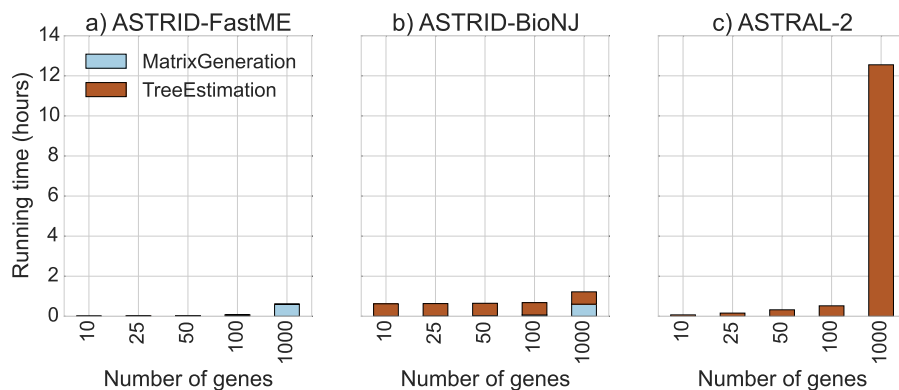 a) ASTRID-FastME
b) ASTRID-BioNJ
c) ASTRAL-2
MatrixGeneration
TreeEstimation
Running time (hours)
14
12
10
8
6
4
2
0
10 25 50 100 1000
10 25 50 100 1000
10 25 50 100 1000
Number of genes
Number of genes
Number of genes